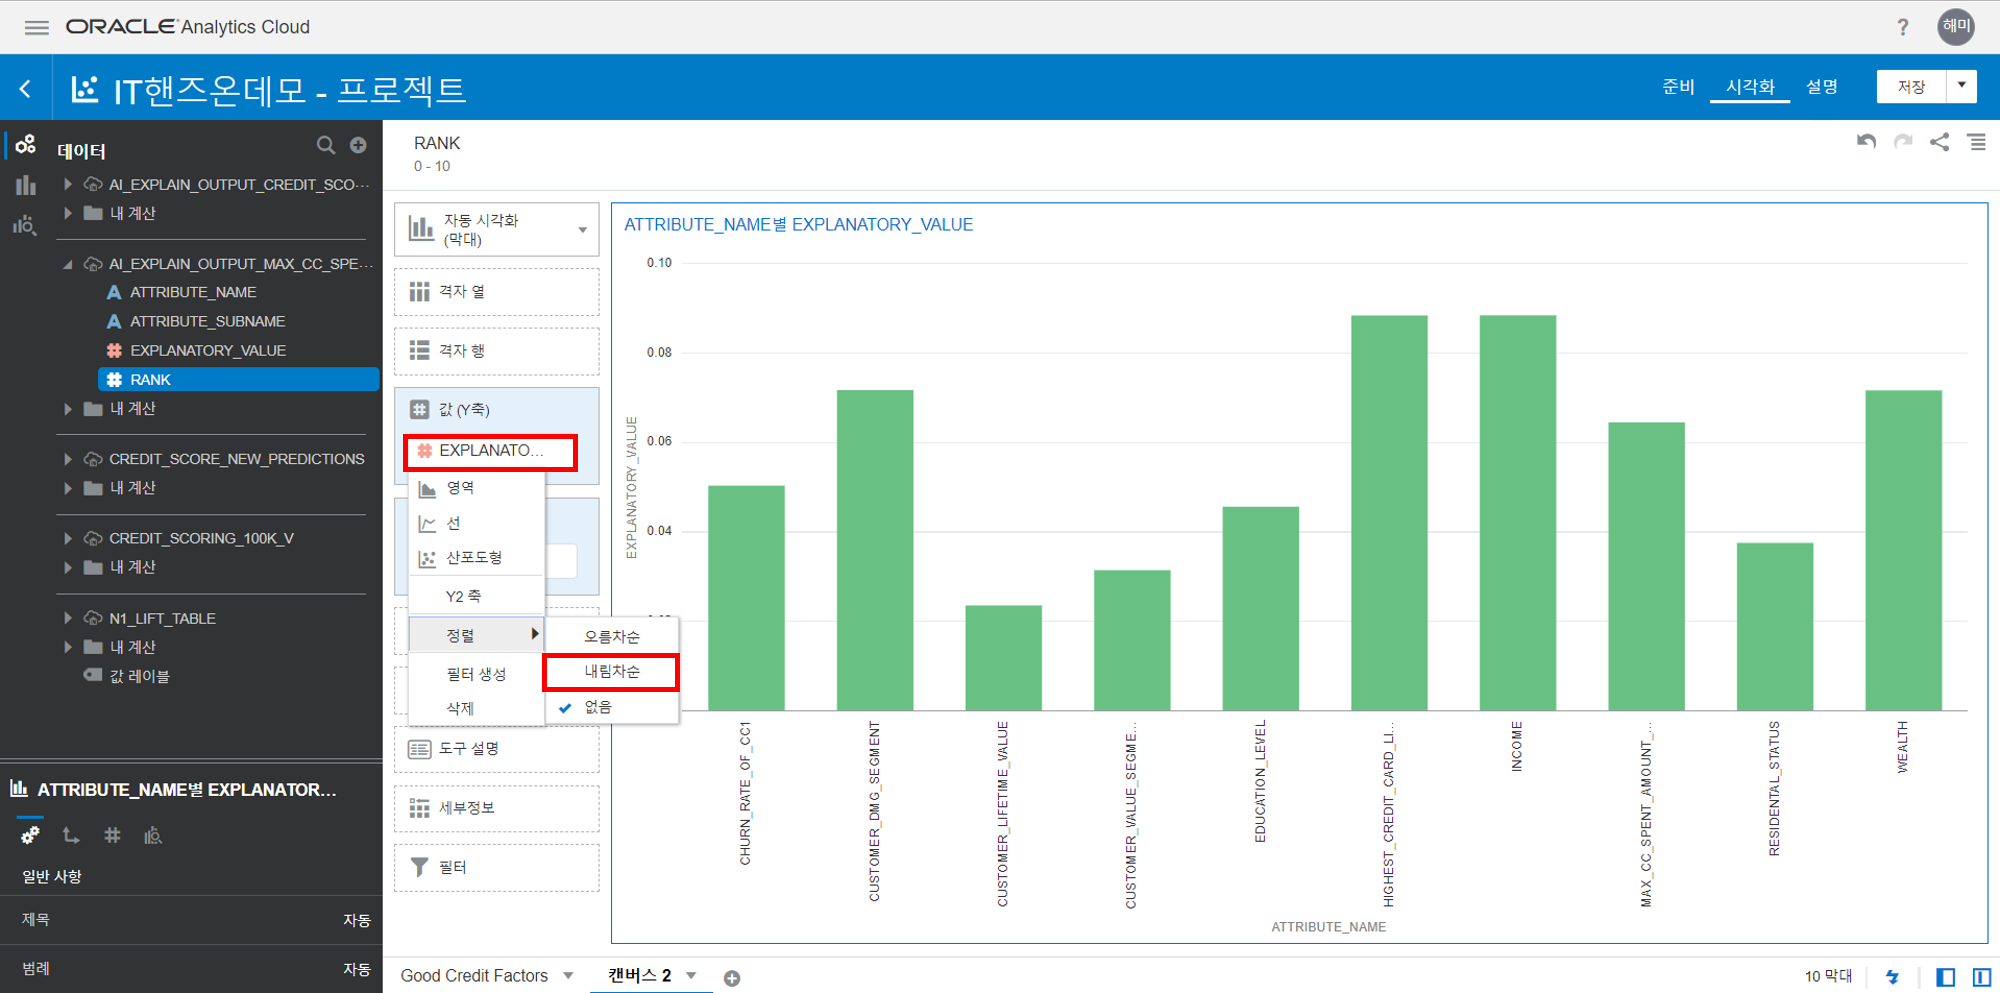 ORACLE Analytics Cloud
?
해미
IT핸즈온데모 - 프로젝트
준비
시각화
설명
저장
데이터
AI_EXPLAIN_OUTPUT_CREDIT_SCO...
내 계산
AI_EXPLAIN_OUTPUT_MAX_CC_SPE...
ATTRIBUTE_NAME
ATTRIBUTE_SUBNAME
EXPLANATORY_VALUE
RANK
내 계산
CREDIT_SCORE_NEW_PREDICTIONS
내 계산
CREDIT_SCORING_100K_V
내 계산
N1_LIFT_TABLE
내 계산
값 레이블
ATTRIBUTE_NAME별 EXPLANATOR...
일반 사항
제목 자동
범례 자동
RANK
0 - 10
자동 시각화
(막대)
격자 열
격자 행
값 (Y축)
EXPLANATO...
영역
선
산포도형
Y2 축
정렬
필터 생성
삭제
오름차순
내림차순
없음
도구 설명
세부정보
필터
ATTRIBUTE_NAME별 EXPLANATORY_VALUE
EXPLANATORY_VALUE
0.10
0.08
0.06
0.04
CHURN_RATE_OF_CC1
CUSTOMER_DMG_SEGMENT
CUSTOMER_LIFETIME_VALUE
CUSTOMER_VALUE_SEGME...
EDUCATION_LEVEL
HIGHEST_CREDIT_CARD_LI...
INCOME
MAX_CC_SPENT_AMOUNT_...
RESIDENTAL_STATUS
WEALTH
ATTRIBUTE_NAME
Good Credit Factors
캔버스 2
10 막대